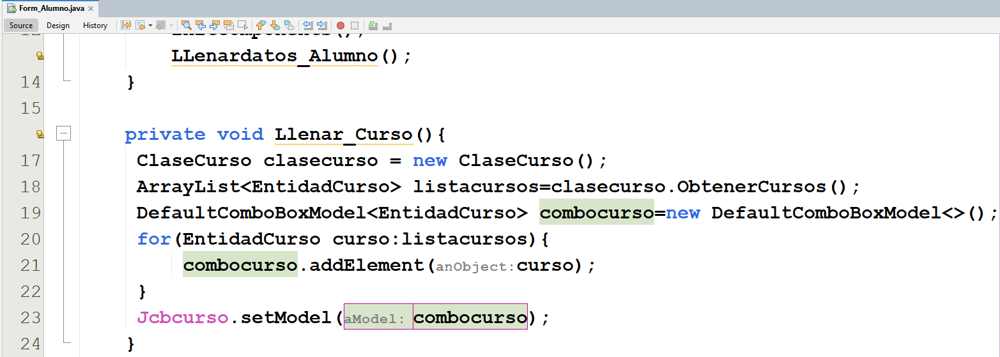 Form_Alumno.java
Source Design History
LLenardatos_Alumno();
14 }
15
private void Llenar_Curso(){
17 ClaseCurso clasecurso = new ClaseCurso();
18 ArrayList<EntidadCurso> listacursos=clasecurso.ObtenerCursos();
19 DefaultComboBoxModel<EntidadCurso> combocurso=new DefaultComboBoxModel<>();
20 for(EntidadCurso curso:listacursos){
21 combocurso.addElement(anObject:curso);
22 }
23 Jcbcurso.setModel(aModel: combocurso);
24 }